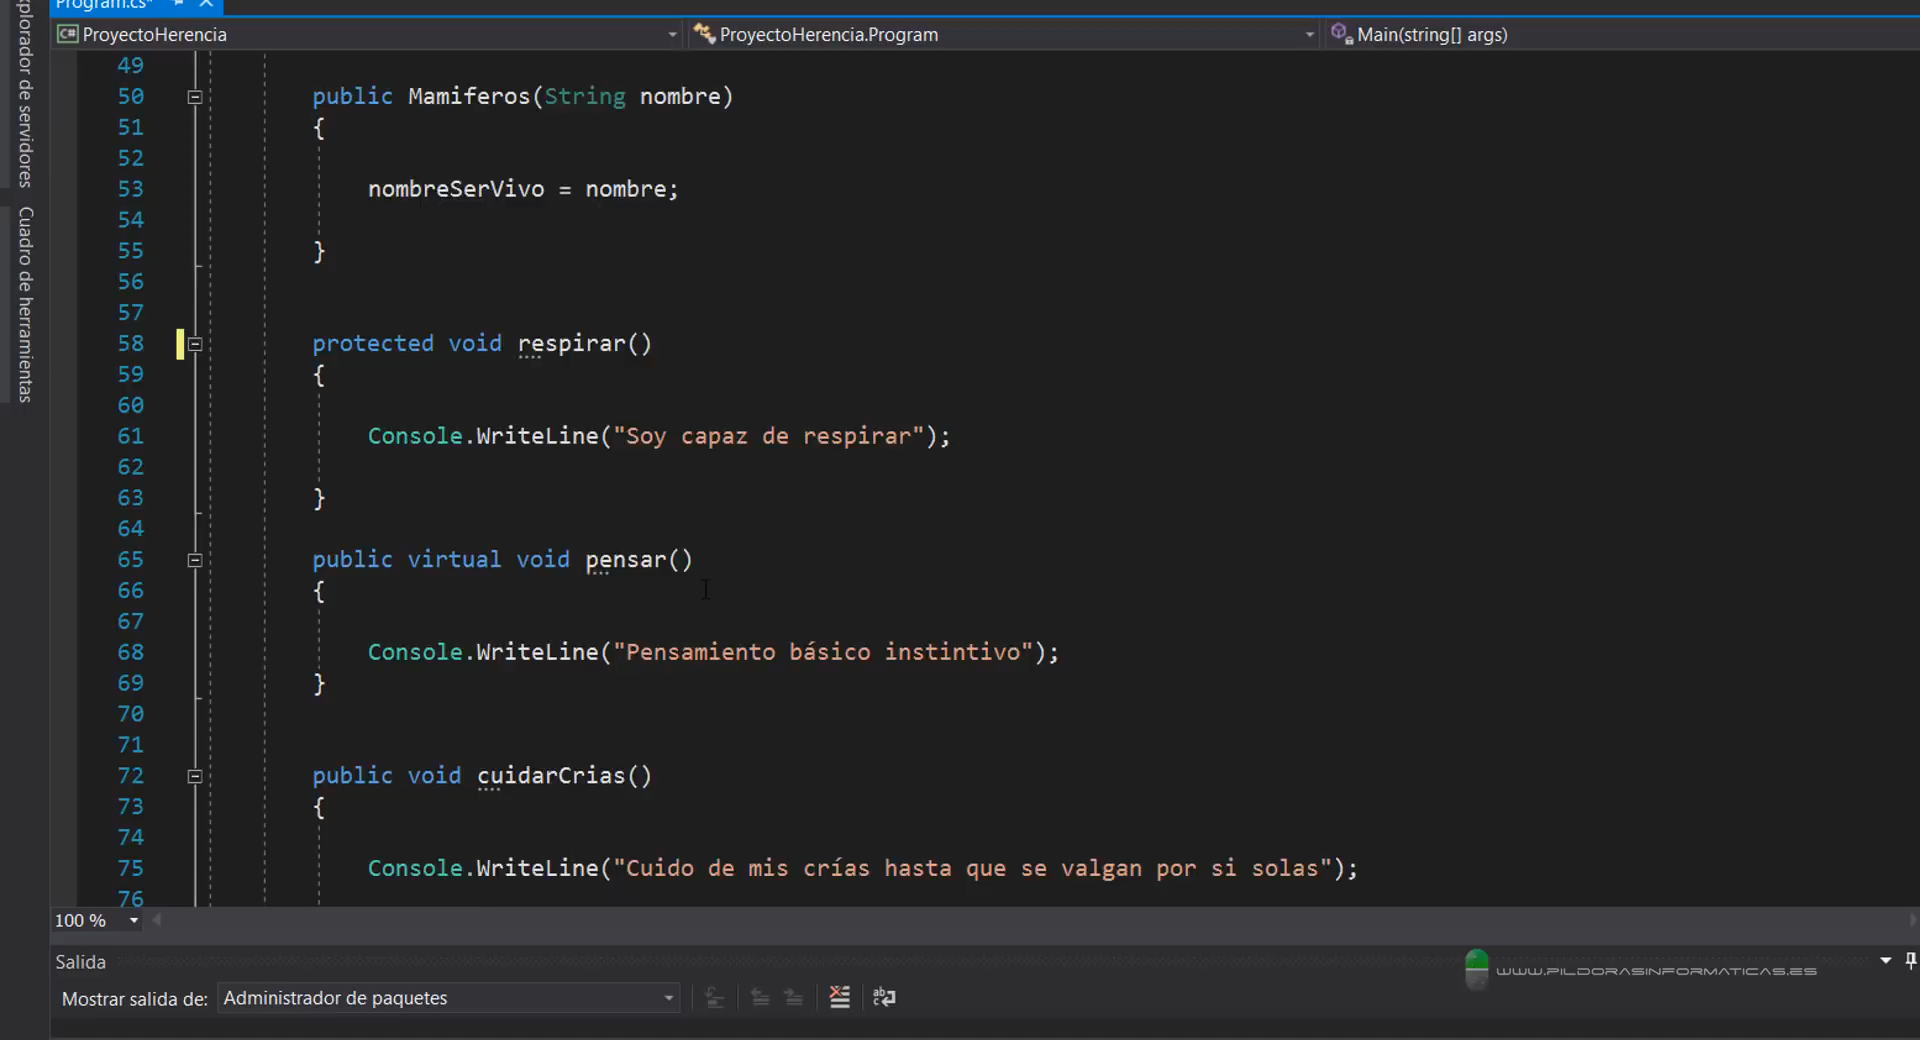 Program.cs*
ProyectoHerencia
ProyectoHerencia.Program
Main(string[] args)
plorador de servidores
Cuadro de herramientas
49
50 public Mamiferos(String nombre)
51 {
52
53 nombreSerVivo = nombre;
54
55 }
56
57
58 protected void respirar()
59 {
60
61 Console.WriteLine("Soy capaz de respirar");
62
63 }
64
65 public virtual void pensar()
66 {
67
68 Console.WriteLine("Pensamiento básico instintivo");
69 }
70
71
72 public void cuidarCrias()
73 {
74
75 Console.WriteLine("Cuido de mis crías hasta que se valgan por si solas");
76
100 %
Salida
WWW.PILDORASINFORMATICAS.ES
Mostrar salida de: Administrador de paquetes